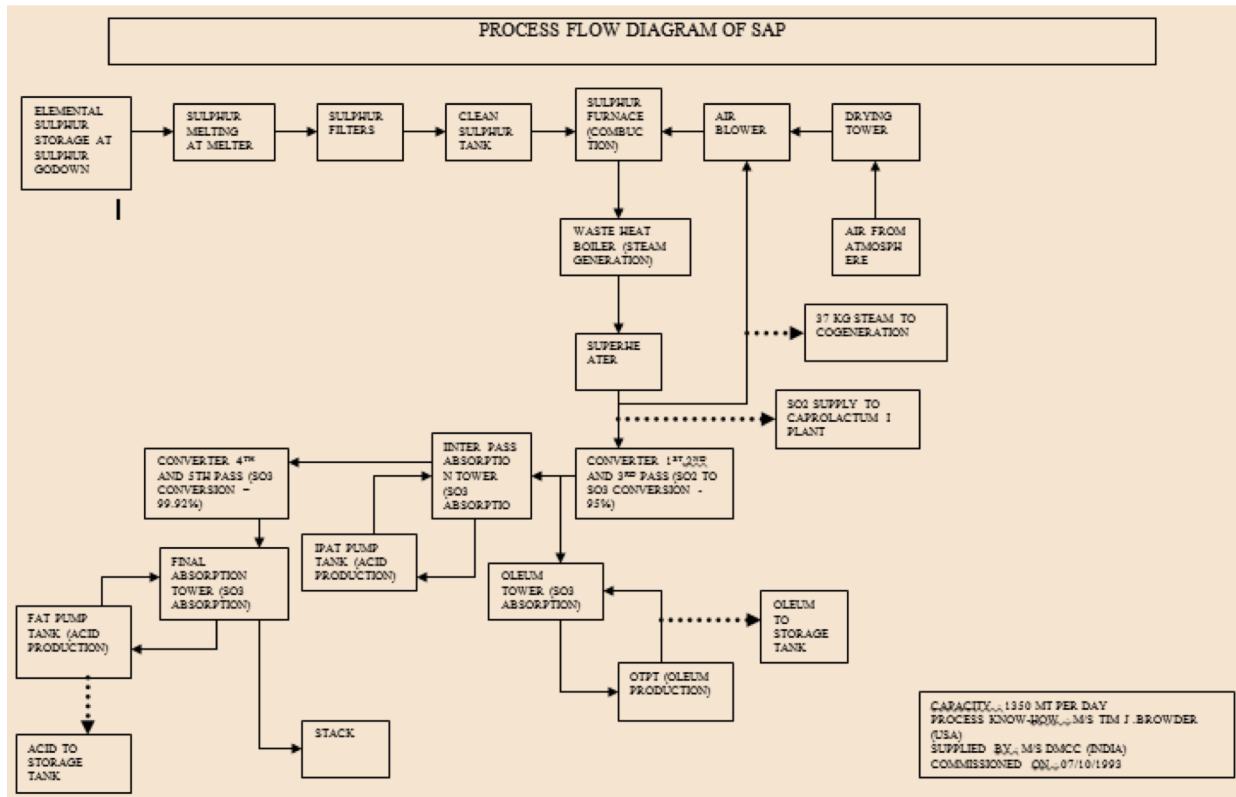 PROCESS FLOW DIAGRAM OF SAP
ELEMENTAL
SULPHUR
STORAGE AT
SULPHUR
GODOWN
SULPHUR
MELTING
AT MELTER
SULPHUR
FILTERS
CLEAN
SULPHUR
TANK
SULPHUR
FURNACE
(COMBUC
TION)
AIR
BLOWER
DRYING
TOWER
WASTE HEAT
BOILER (STEAM
GENERATION)
AIR FROM
ATMOSPH
ERE
37 KG STEAM TO
COGENERATION
SUPERHE
ATER
SO2 SUPPLY TO
CAPROLACTUM I
PLANT
CONVERTER 4TH
AND 5TH PASS (SO3
CONVERSION –
99.92%)
IINTER PASS
ABSORPTIO
N TOWER
(SO3
ABSORPTIO
CONVERTER 1ST,2ND
AND 3RD PASS (SO2 TO
SO3 CONVERSION -
95%)
FINAL
ABSORPTION
TOWER (SO3
ABSORPTION)
IPAT PUMP
TANK (ACID
PRODUCTION)
OLEUM
TOWER (SO3
ABSORPTION)
OLEUM
TO
STORAGE
TANK
FAT PUMP
TANK (ACID
PRODUCTION)
OTPT (OLEUM
PRODUCTION)
STACK
ACID TO
STORAGE
TANK
CAPACITY : 1350 MT PER DAY
PROCESS KNOW-HOW : M/S TIM J .BROWDER
(USA)
SUPPLIED BY : M/S DMCC (INDIA)
COMMISSIONED ON : 07/10/1993